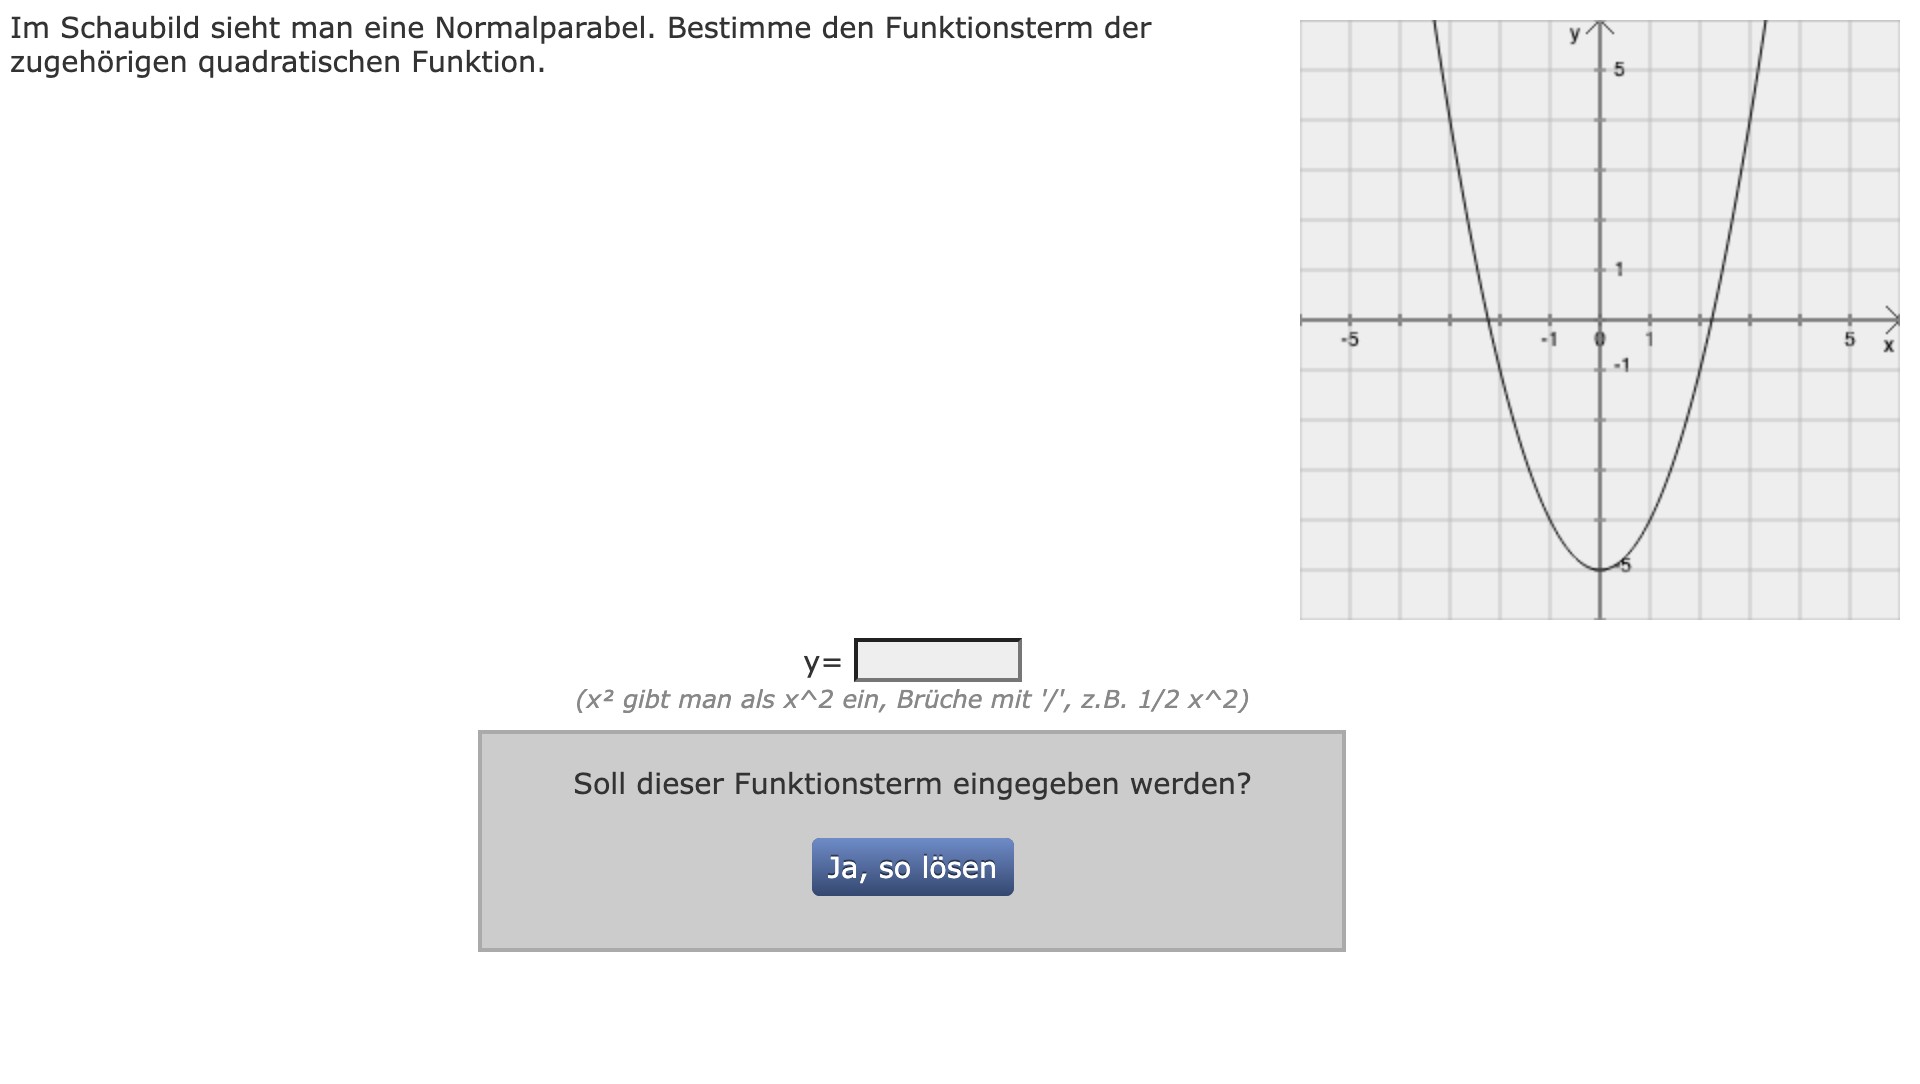 Im Schaubild sieht man eine Normalparabel. Bestimme den Funktionsterm der
zugehörigen quadratischen Funktion.
y
5
1
-5
-1
0
1
5
x
-1
-5
y=
(x² gibt man als x^2 ein, Brüche mit '/', z.B. 1/2 x^2)
Soll dieser Funktionsterm eingegeben werden?
Ja, so lösen